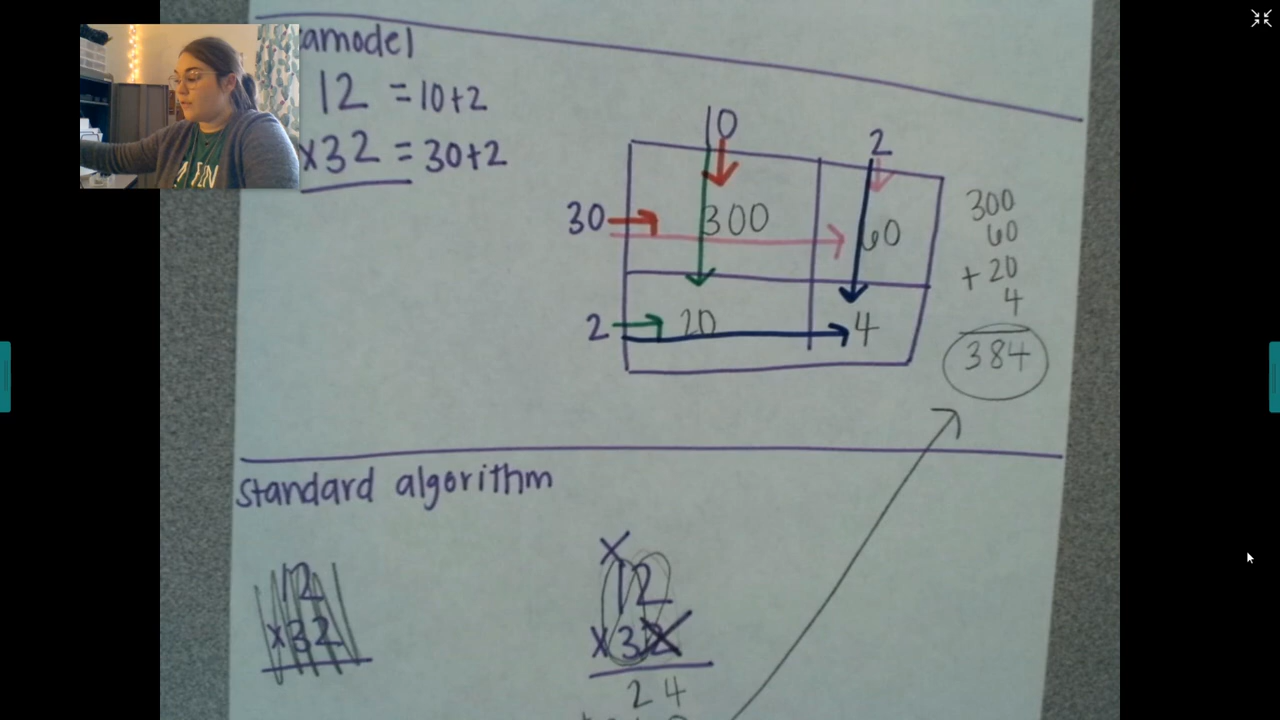 amodel
12 = 10+2
x32 = 30+2
10
2
30
300
60
2
20
4
300
60
+ 20
4
384
standard algorithm
12
x32
x
12
x32
24